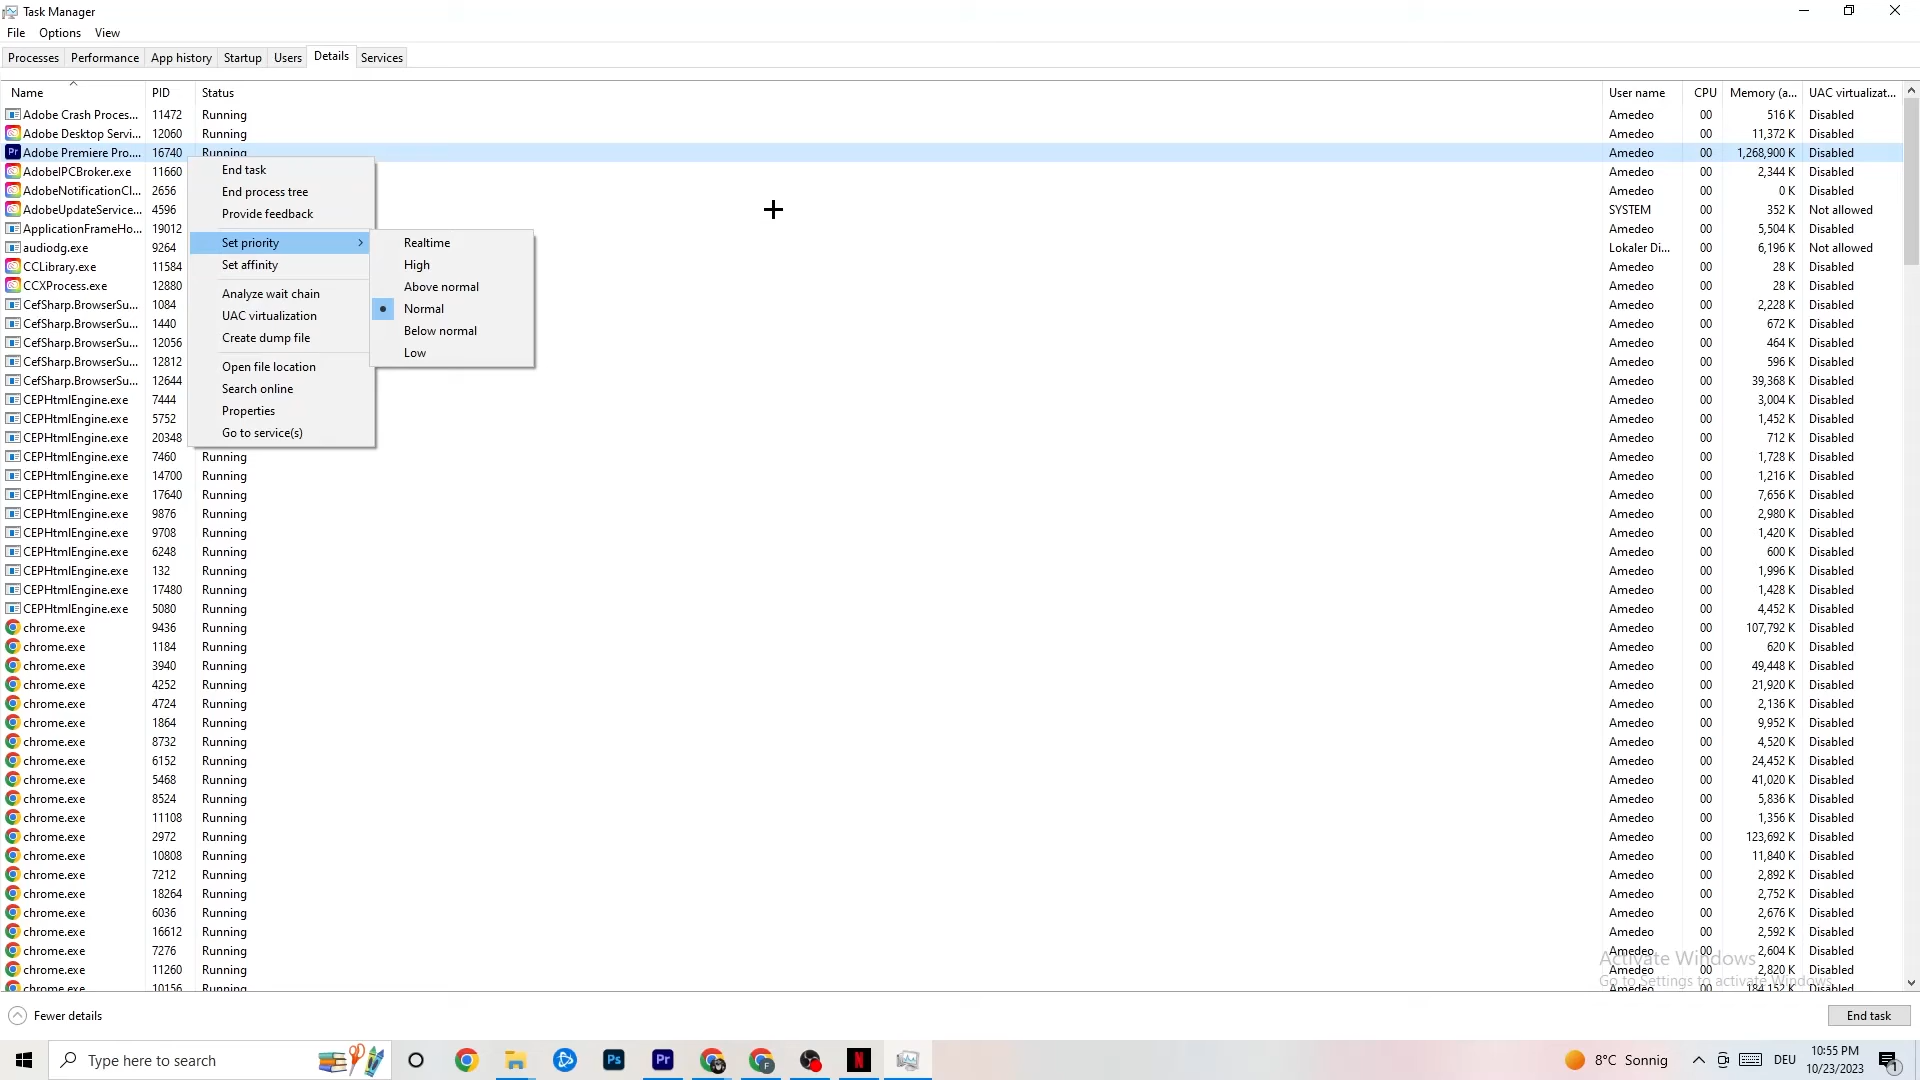 Task Manager
File Options View
Processes Performance App history Startup Users Details Services
Name PID Status User name CPU Memory (a... UAC virtualizat...
Adobe Crash Proces... 11472 Running Amedeo 00 516 K Disabled
Adobe Desktop Servi... 12060 Running Amedeo 00 11,372 K Disabled
Adobe Premiere Pro.... 16740 Running Amedeo 00 1,268,900 K Disabled
AdobeIPCBroker.exe 11660 End task Amedeo 00 2,344 K Disabled
AdobeNotificationCl... 2656 End process tree Amedeo 00 0 K Disabled
AdobeUpdateService... 4596 Provide feedback SYSTEM 00 352 K Not allowed
ApplicationFrameHo... 19012 Amedeo 00 5,504 K Disabled
audiodg.exe 9264 Set priority Realtime Lokaler Di... 00 6,196 K Not allowed
CCLibrary.exe 11584 Set affinity High Amedeo 00 28 K Disabled
CCXProcess.exe 12880 Above normal Amedeo 00 28 K Disabled
CefSharp.BrowserSu... 1084 Analyze wait chain Normal Amedeo 00 2,228 K Disabled
CefSharp.BrowserSu... 1440 UAC virtualization Below normal Amedeo 00 672 K Disabled
CefSharp.BrowserSu... 12056 Create dump file Low Amedeo 00 464 K Disabled
CefSharp.BrowserSu... 12812 Open file location Amedeo 00 596 K Disabled
CefSharp.BrowserSu... 12644 Search online Amedeo 00 39,368 K Disabled
CEPHtmlEngine.exe 7444 Properties Amedeo 00 3,004 K Disabled
CEPHtmlEngine.exe 5752 Go to service(s) Amedeo 00 1,452 K Disabled
CEPHtmlEngine.exe 20348 Amedeo 00 712 K Disabled
CEPHtmlEngine.exe 7460 Running Amedeo 00 1,728 K Disabled
CEPHtmlEngine.exe 14700 Running Amedeo 00 1,216 K Disabled
CEPHtmlEngine.exe 17640 Running Amedeo 00 7,656 K Disabled
CEPHtmlEngine.exe 9876 Running Amedeo 00 2,980 K Disabled
CEPHtmlEngine.exe 9708 Running Amedeo 00 1,420 K Disabled
CEPHtmlEngine.exe 6248 Running Amedeo 00 600 K Disabled
CEPHtmlEngine.exe 132 Running Amedeo 00 1,996 K Disabled
CEPHtmlEngine.exe 17480 Running Amedeo 00 1,428 K Disabled
CEPHtmlEngine.exe 5080 Running Amedeo 00 4,452 K Disabled
chrome.exe 9436 Running Amedeo 00 107,792 K Disabled
chrome.exe 1184 Running Amedeo 00 620 K Disabled
chrome.exe 3940 Running Amedeo 00 49,448 K Disabled
chrome.exe 4252 Running Amedeo 00 21,920 K Disabled
chrome.exe 4724 Running Amedeo 00 2,136 K Disabled
chrome.exe 1864 Running Amedeo 00 9,952 K Disabled
chrome.exe 8732 Running Amedeo 00 4,520 K Disabled
chrome.exe 6152 Running Amedeo 00 24,452 K Disabled
chrome.exe 5468 Running Amedeo 00 41,020 K Disabled
chrome.exe 8524 Running Amedeo 00 5,836 K Disabled
chrome.exe 11108 Running Amedeo 00 1,356 K Disabled
chrome.exe 2972 Running Amedeo 00 123,692 K Disabled
chrome.exe 10808 Running Amedeo 00 11,840 K Disabled
chrome.exe 7212 Running Amedeo 00 2,892 K Disabled
chrome.exe 18264 Running Amedeo 00 2,752 K Disabled
chrome.exe 6036 Running Amedeo 00 2,676 K Disabled
chrome.exe 16612 Running Amedeo 00 2,592 K Disabled
chrome.exe 7276 Running Amedeo 00 2,604 K Disabled
Activate Windows
chrome.exe 11260 Running Amedeo 00 2,820 K Disabled
Go to Settings to activate Windows.
chrome.exe 10156 Running Amedeo 00 184,152 K Disabled
Fewer details End task
Type here to search Ps Pr F N 8°C Sonnig DEU 10:55 PM
10/23/2023 1